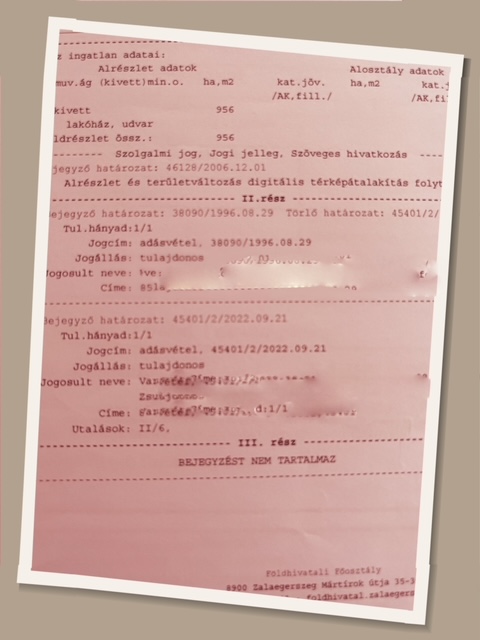 z ingatlan adatai:
Alrészlet adatok Alosztály adatok
muv.ág (kivett)min.o. ha,m2 kat.jöv. ha,m2 kat.j
/AK,fill./ /AK,fil
kivett 956
lakóház, udvar
ldrészlet össz.: 956
Szolgalmi jog, Jogi jelleg, Szöveges hivatkozás
jegyző határozat: 46128/2006.12.01
Alrészlet és területváltozás digitális térképátalakítás folyt
II.rész
Bejegyző határozat: 38090/1996.08.29 Törlő határozat: 45401/2/
Tul.hányad:1/1
Jogcím: adásvétel, 38090/1996.08.29
Jogállás: tulajdonos
Jogosult neve:
Címe:
Bejegyző határozat: 45401/2/2022.09.21
Tul.hányad:1/1
Jogcím: adásvétel, 45401/2/2022.09.21
Jogállás: tulajdonos
Jogosult neve:
Címe:
Utalások: II/6,
III. rész
BEJEGYZÉST NEM TARTALMAZ
Földhivatali Főosztály
8900 Zalaegerszeg Mártírok útja 35-3
foldhivatal.zalaegers